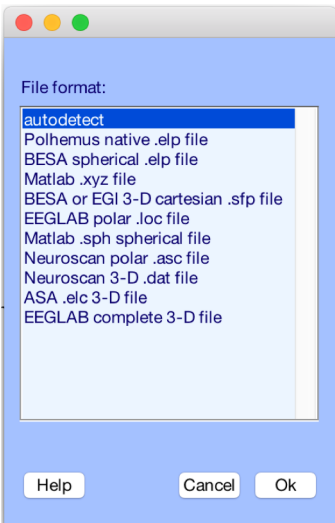 File format:
autodetect
Polhemus native .elp file
BESA spherical .elp file
Matlab .xyz file
BESA or EGI 3-D cartesian .sfp file
EEGLAB polar .loc file
Matlab .sph spherical file
Neuroscan polar .asc file
Neuroscan 3-D .dat file
ASA .elc 3-D file
EEGLAB complete 3-D file
Help Cancel Ok